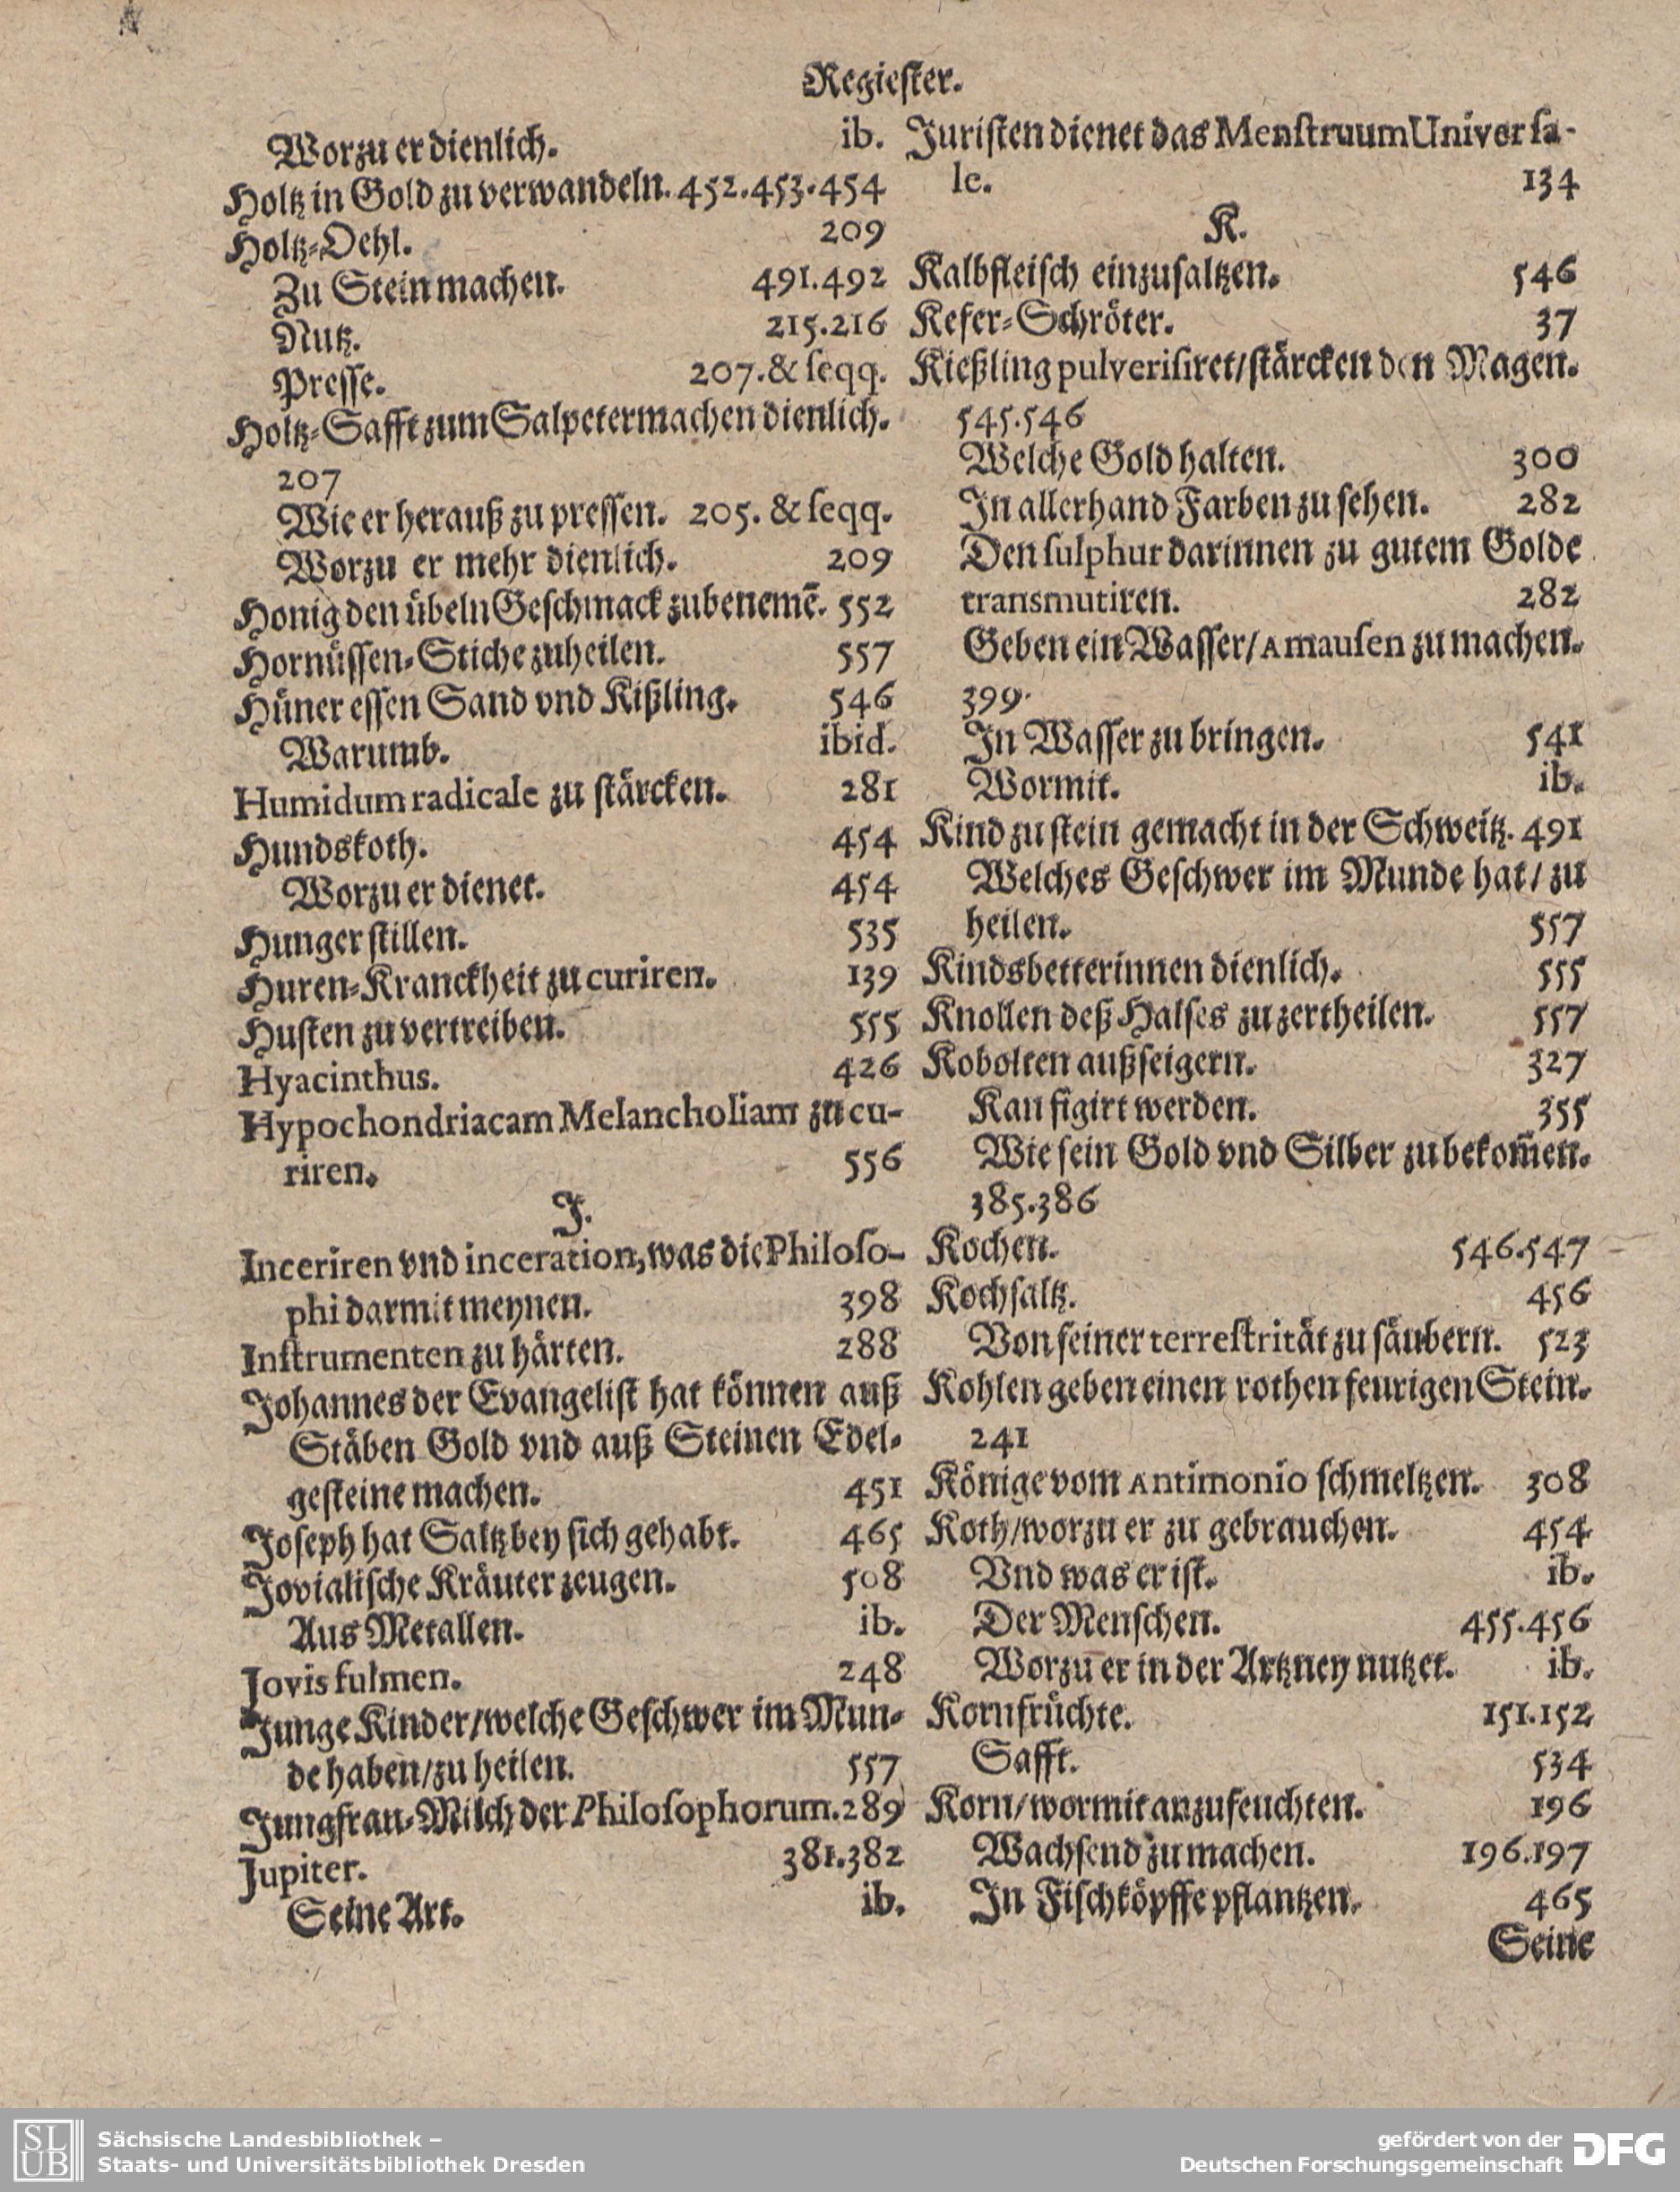 Regieſter.
Worzu er dienlich. ib.
Holtz in Gold zu verwandeln. 452.453.454
Holtz-Oehl. 209
Zu Stein machen. 491.492
Nutz. 215.216
Presse. 207.& ſeqq.
Holtz-Safft zum Salpetermachen dienlich.
207
Wie er herauß zu pressen. 205. & ſeqq.
Worzu er mehr dienlich. 209
Honig den übeln Geſchmack zubenemē. 552
Hornüssen-Stiche zuheilen. 557
Hüner essen Sand vnd Kißling. 546
Warumb. ibid.
Humidum radicale zu ſtärcken. 281
Hundskoth. 454
Worzu er dienet. 454
Hunger ſtillen. 535
Huren-Kranckheit zu curiren. 139
Huſten zu vertreiben. 555
Hyacinthus. 426
Hypochondriacam Melancholiam zu cu-
riren. 556
J.
Inceriren vnd inceration, was die Philoſo-
phi darmit meynen. 398
Inſtrumenten zu härten. 288
Johannes der Evangeliſt hat können auß
Stäben Gold vnd auß Steinen Edel-
geſteine machen. 451
Joſeph hat Saltz bey ſich gehabt. 465
Jovialiſche Kräuter zeugen. 508
Aus Metallen. ib.
Jovis fulmen. 248
Junge Kinder/welche Geſchwer im Mun-
de haben/zu heilen. 557
Jungfrau-Milch der Philoſophorum. 289
Jupiter. 381.382
Seine Art. ib.
Juriſten dienet das Menſtruum Univerſa-
le. 134
K.
Kalbfleiſch einzuſaltzen. 546
Kefer-Schröter. 37
Kießling pulveriſiret/ſtärcken den Magen.
545.546
Welche Gold halten. 300
In allerhand Farben zu ſehen. 282
Den ſulphur darinnen zu gutem Golde
transmutiren. 282
Geben ein Wasser/Amauſen zu machen.
399.
In Wasser zu bringen. 541
Wormit. ib.
Kind zu ſtein gemacht in der Schweitz. 491
Welches Geſchwer im Munde hat/ zu
heilen. 557
Kindsbetterinnen dienlich. 555
Knollen deß Halſes zu zertheilen. 557
Kobolten außſeigern. 327
Kan figirt werden. 355
Wie ſein Gold vnd Silber zu bekom̄en.
385.386
Kochen. 546.547
Kochſaltz. 456
Von ſeiner terreſtrität zu ſäubern. 523
Kohlen geben einen rothen feurigen Stein.
241
Könige vom Antimonio ſchmeltzen. 308
Koth/worzu er zu gebrauchen. 454
Vnd was er iſt. ib.
Der Menſchen. 455.456
Worzu er in der Artzney nutzet. ib.
Kornfrüchte. 151.152
Safft. 534
Korn/wormit anzufeuchten. 196
Wachſend zu machen. 196.197
In Fiſchköpffe pflantzen. 465
Seine
SLUB
Sächsische Landesbibliothek –
Staats- und Universitätsbibliothek Dresden
gefördert von der
Deutschen Forschungsgemeinschaft
DFG